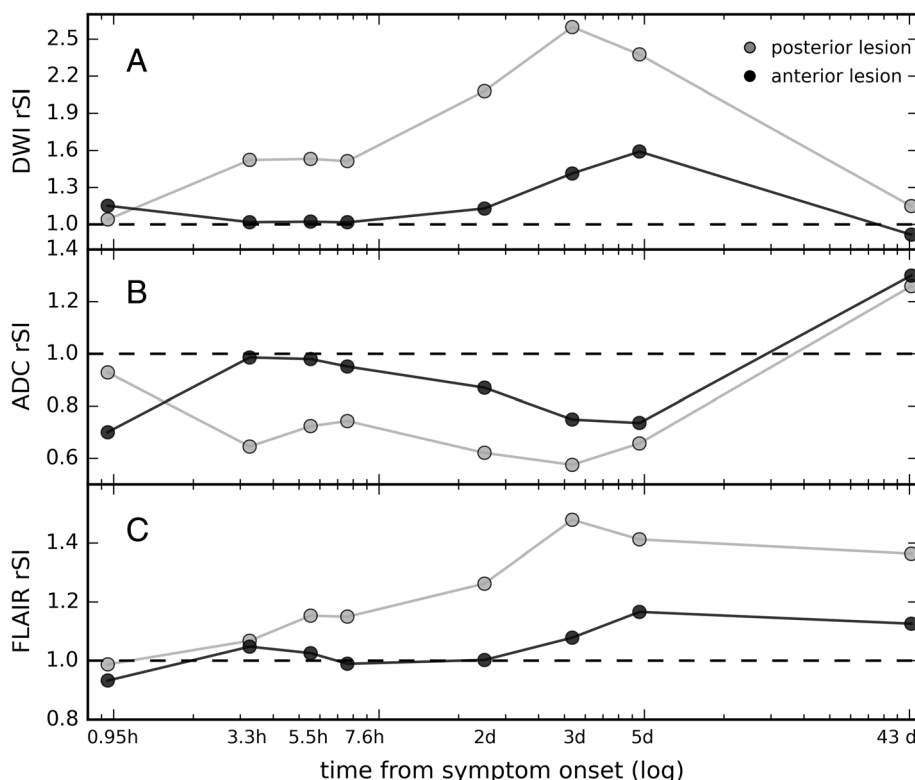 A
DWI rSI
2.5
2.2
1.9
1.6
1.3
1.0
posterior lesion
anterior lesion
B
ADC rSI
1.4
1.2
1.0
0.8
0.6
C
FLAIR rSI
1.4
1.2
1.0
0.8
0.95h 3.3h 5.5h 7.6h 2d 3d 5d 43 d
time from symptom onset (log)